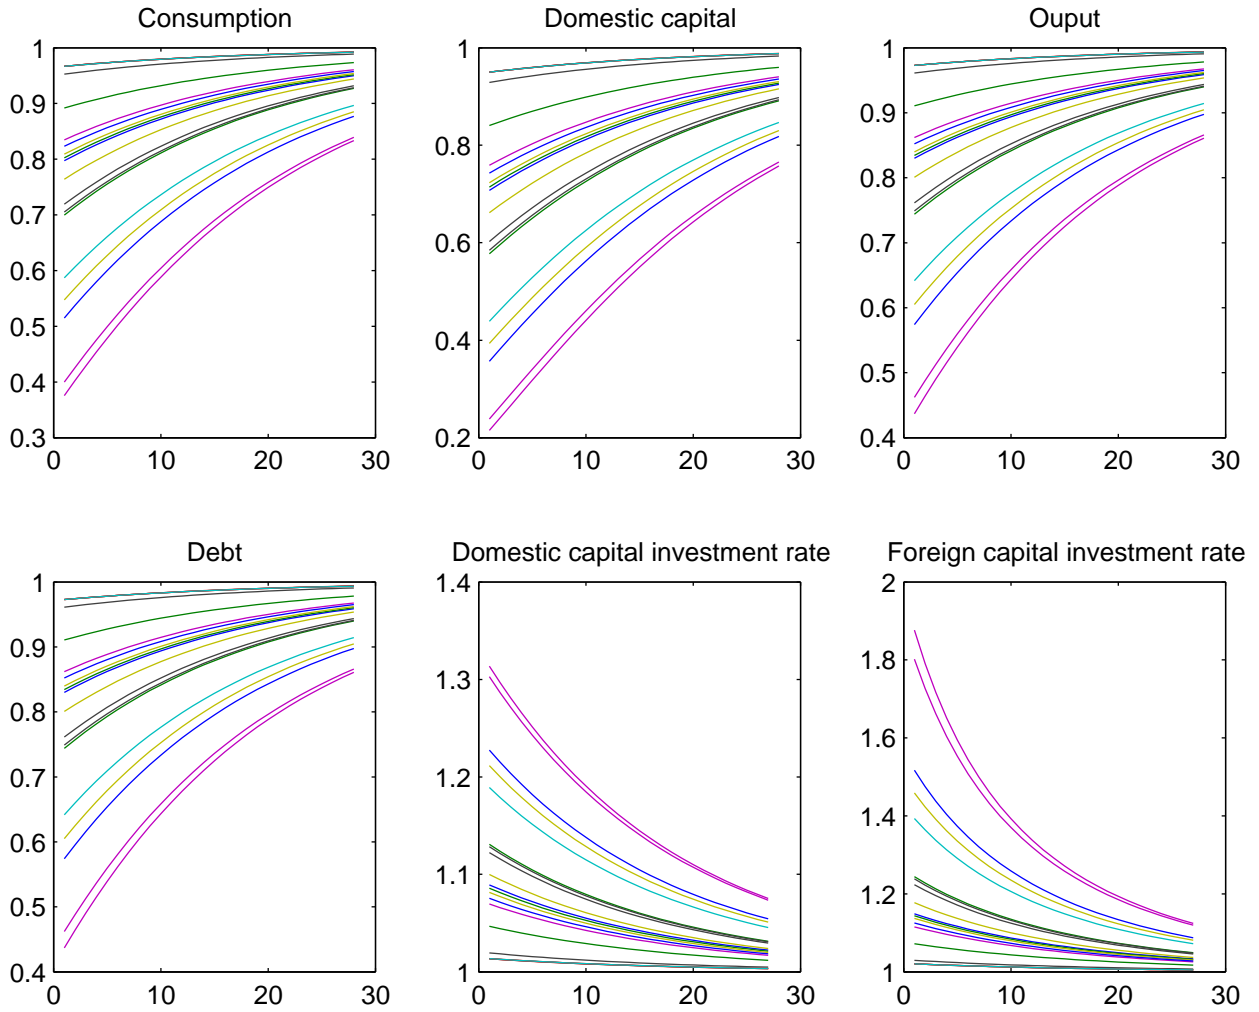 Consumption Domestic capital Ouput
1 1 1
0.9 0.9
0.8 0.8 0.8
0.7 0.7
0.6 0.6 0.6
0.5 0.4 0.5
0.4
0.3 0.2 0.4
0 10 20 30 0 10 20 30 0 10 20 30
Debt Domestic capital investment rate Foreign capital investment rate
1 1.4 2
0.9 1.8
0.8 1.3
0.7 1.2 1.6
0.6 1.4
0.5 1.1 1.2
0.4 1 1
0 10 20 30 0 10 20 30 0 10 20 30